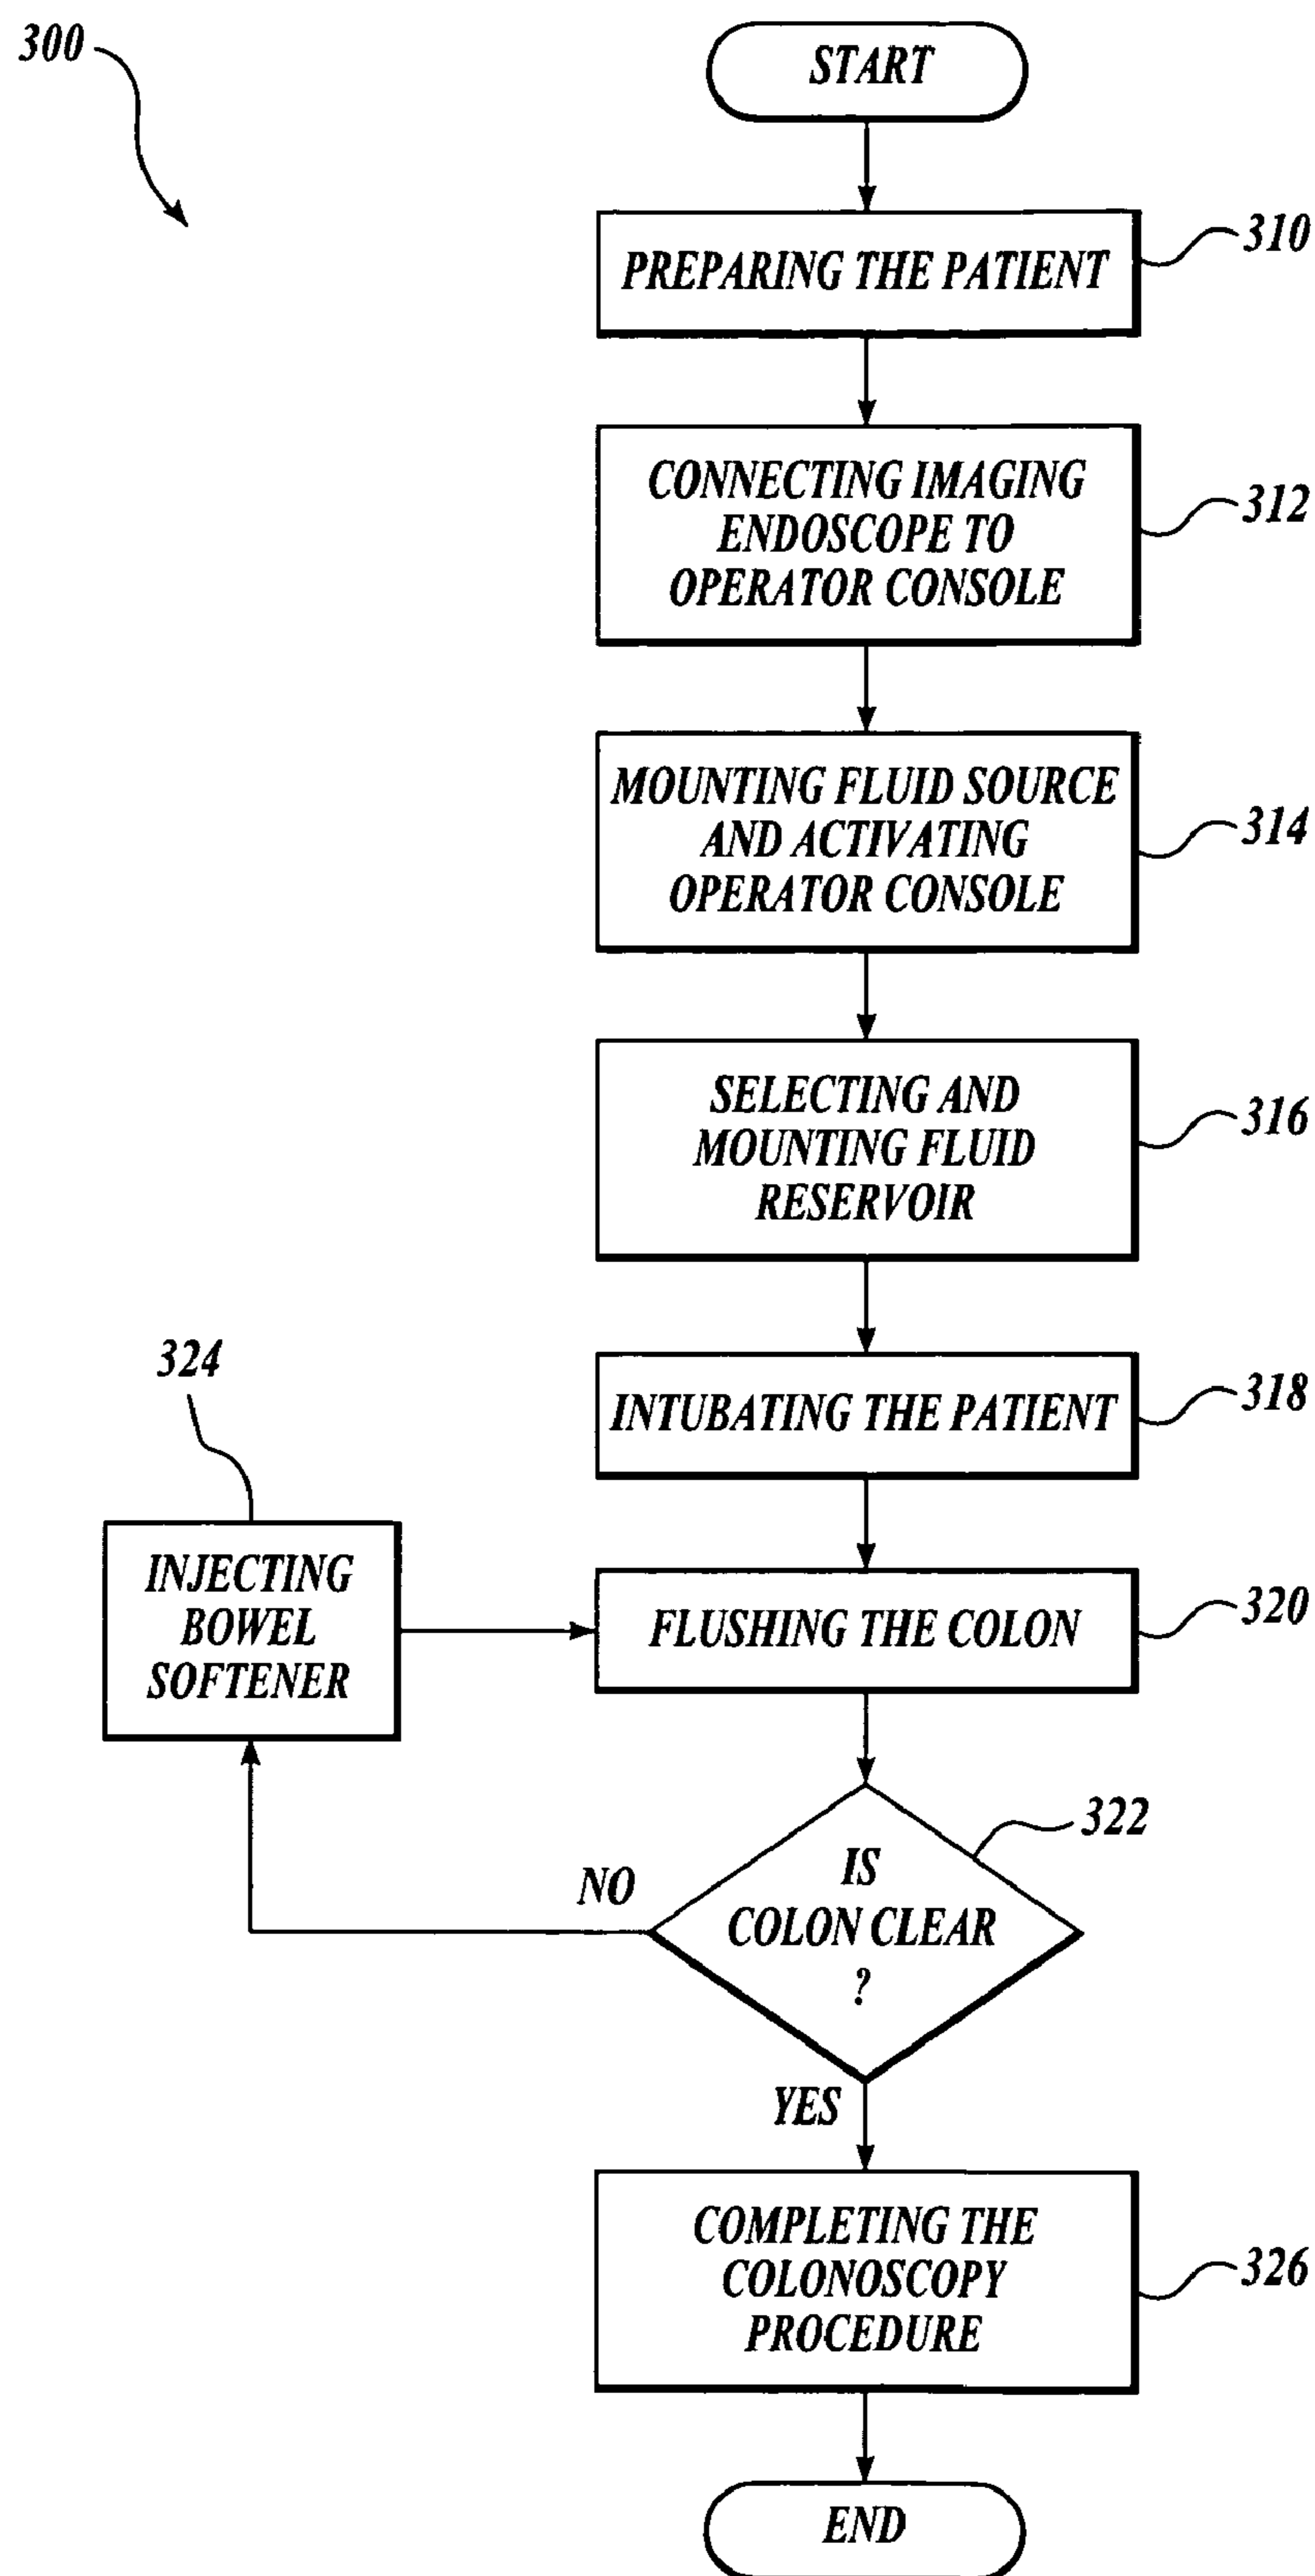 300
START
PREPARING THE PATIENT
310
CONNECTING IMAGING
ENDOSCOPE TO
OPERATOR CONSOLE
312
MOUNTING FLUID SOURCE
AND ACTIVATING
OPERATOR CONSOLE
314
SELECTING AND
MOUNTING FLUID
RESERVOIR
316
INTUBATING THE PATIENT
318
324
INJECTING
BOWEL
SOFTENER
FLUSHING THE COLON
320
IS
COLON CLEAR
?
322
NO
YES
COMPLETING THE
COLONOSCOPY
PROCEDURE
326
END